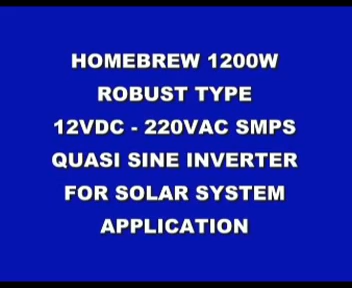 HOMEBREW 1200W
ROBUST TYPE
12VDC - 220VAC SMPS
QUASI SINE INVERTER
FOR SOLAR SYSTEM
APPLICATION